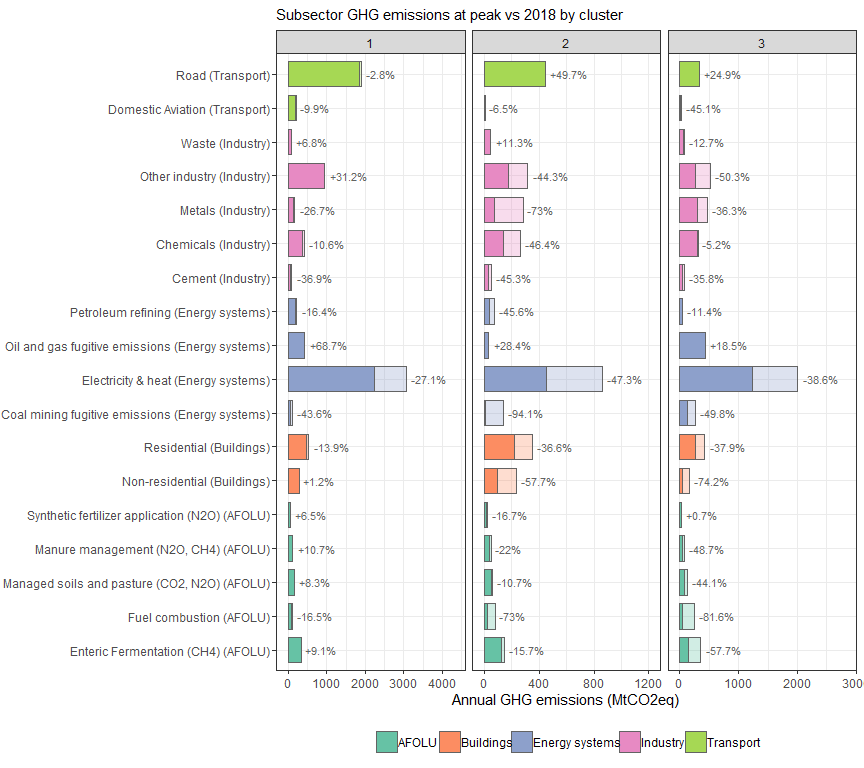 Subsector GHG emissions at peak vs 2018 by cluster
1 2 3
Road (Transport) -2.8% +49.7% +24.9%
Domestic Aviation (Transport) -9.9% -6.5% -45.1%
Waste (Industry) +6.8% +11.3% -12.7%
Other industry (Industry) +31.2% -44.3% -50.3%
Metals (Industry) -26.7% -73% -36.3%
Chemicals (Industry) -10.6% -46.4% -5.2%
Cement (Industry) -36.9% -45.3% -35.8%
Petroleum refining (Energy systems) -16.4% -45.6% -11.4%
Oil and gas fugitive emissions (Energy systems) +68.7% +28.4% +18.5%
Electricity & heat (Energy systems) -27.1% -47.3% -38.6%
Coal mining fugitive emissions (Energy systems) -43.6% -94.1% -49.8%
Residential (Buildings) -13.9% -36.6% -37.9%
Non-residential (Buildings) +1.2% -57.7% -74.2%
Synthetic fertilizer application (N2O) (AFOLU) +6.5% -16.7% +0.7%
Manure management (N2O, CH4) (AFOLU) +10.7% -22% -48.7%
Managed soils and pasture (CO2, N2O) (AFOLU) +8.3% -10.7% -44.1%
Fuel combustion (AFOLU) -16.5% -73% -81.6%
Enteric Fermentation (CH4) (AFOLU) +9.1% -15.7% -57.7%
0 1000 2000 3000 4000 0 400 800 1200 0 1000 2000 300
Annual GHG emissions (MtCO2eq)
AFOLU Buildings Energy systems Industry Transport